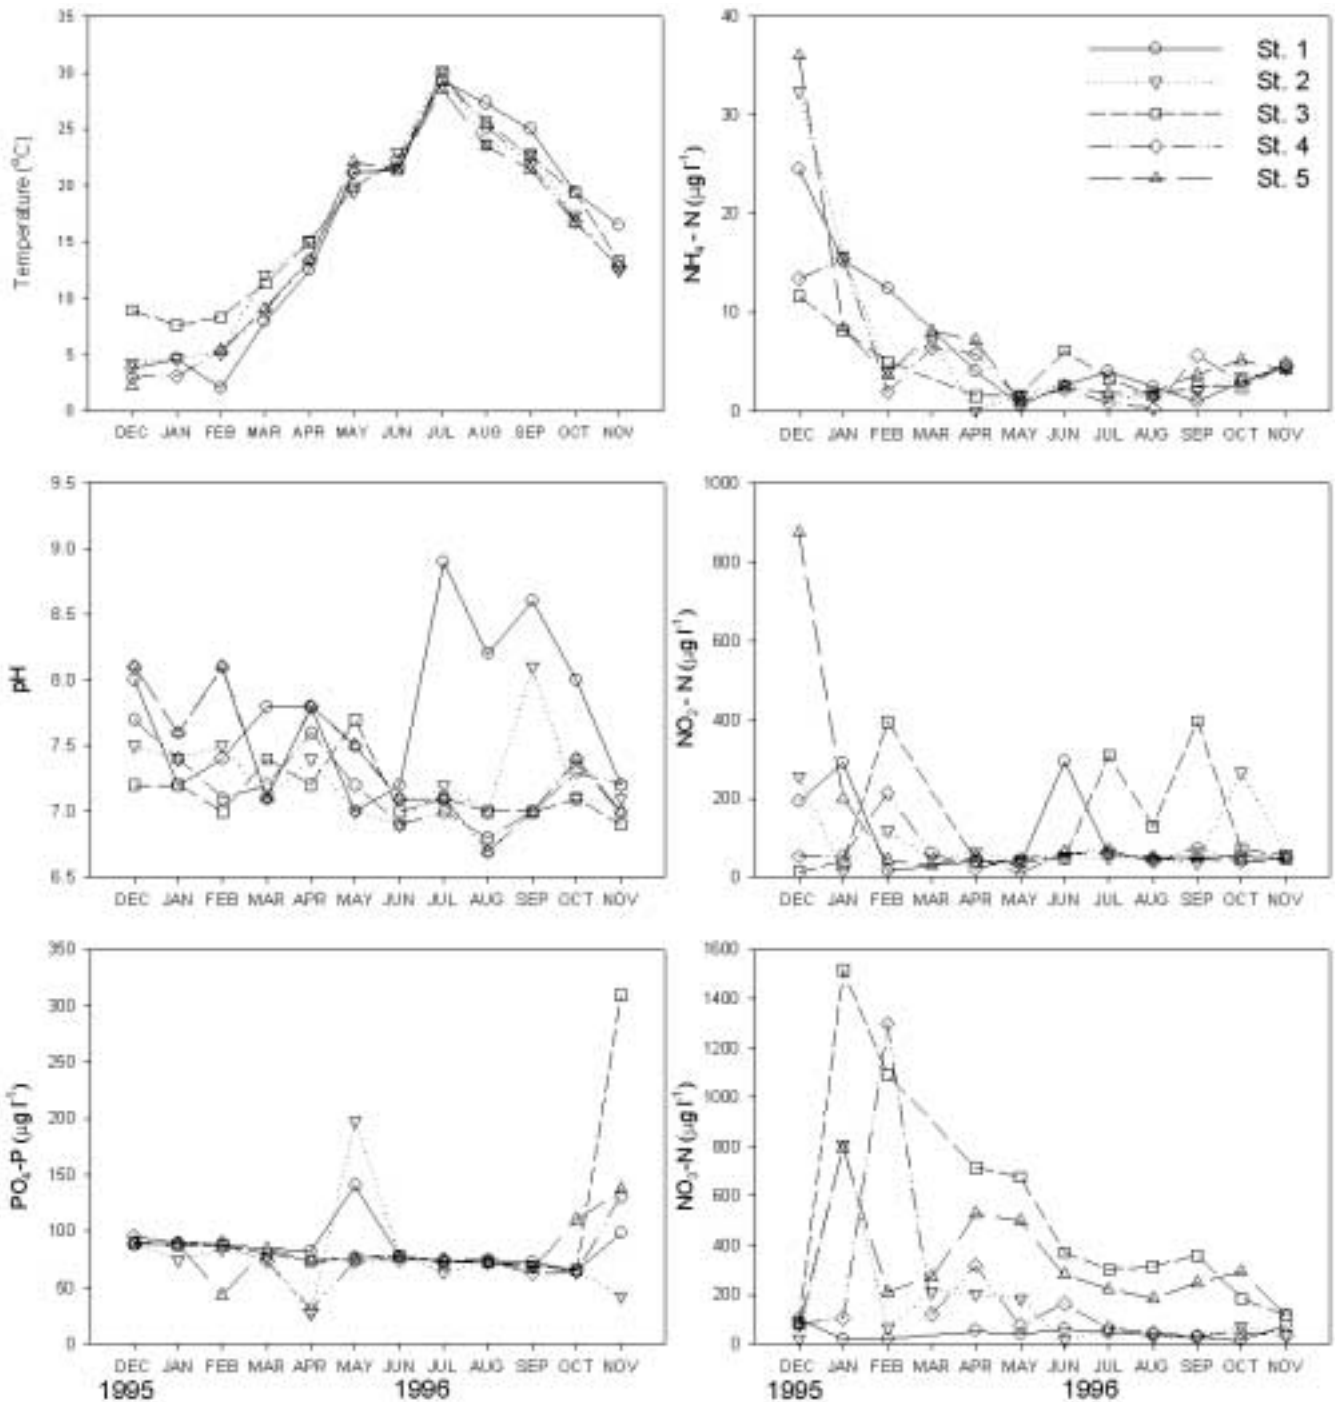 35
30
25
20
15
10
5
0
Temperature (°C)
DEC JAN FEB MAR APR MAY JUN JUL AUG SEP OCT NOV
40
30
20
10
0
NH₄ - N (µg l⁻¹)
St. 1
St. 2
St. 3
St. 4
St. 5
DEC JAN FEB MAR APR MAY JUN JUL AUG SEP OCT NOV
9.5
9.0
8.5
8.0
7.5
7.0
6.5
pH
DEC JAN FEB MAR APR MAY JUN JUL AUG SEP OCT NOV
1000
800
600
400
200
0
NO₂ - N (µg l⁻¹)
DEC JAN FEB MAR APR MAY JUN JUL AUG SEP OCT NOV
350
300
250
200
150
100
50
0
PO₄-P (µg l⁻¹)
DEC JAN FEB MAR APR MAY JUN JUL AUG SEP OCT NOV
1995 1996
1600
1400
1200
1000
800
600
400
200
0
NO₃-N (µg l⁻¹)
DEC JAN FEB MAR APR MAY JUN JUL AUG SEP OCT NOV
1995 1996